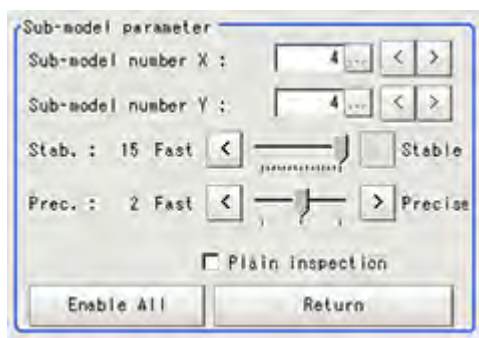 Sub-model parameter
Sub-model number X : 4 ... < >
Sub-model number Y : 4 ... < >
Stab. : 15 Fast < Stable
Prec. : 2 Fast < > Precise
Plain inspection
Enable All Return